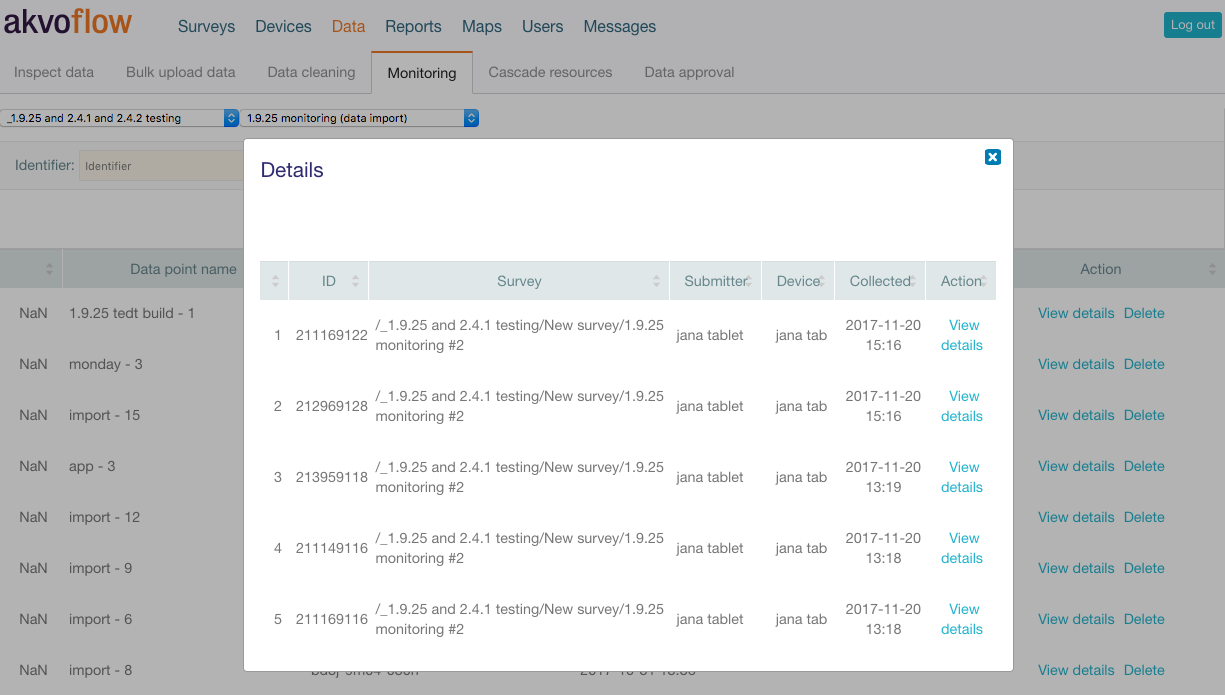 akvoflow
Surveys Devices Data Reports Maps Users Messages
Log out
Inspect data Bulk upload data Data cleaning Monitoring Cascade resources Data approval
_1.9.25 and 2.4.1 and 2.4.2 testing 1.9.25 monitoring (data import)
Identifier: Identifier
Details
Data point name Action
ID Survey Submitter Device Collected Action
NaN 1.9.25 tedt build - 1 View details Delete
1 211169122 /_1.9.25 and 2.4.1 testing/New survey/1.9.25 jana tablet jana tab 2017-11-20 View
monitoring #2 15:16 details
NaN monday - 3 View details Delete
2 212969128 /_1.9.25 and 2.4.1 testing/New survey/1.9.25 jana tablet jana tab 2017-11-20 View
monitoring #2 15:16 details
NaN import - 15 View details Delete
NaN app - 3 View details Delete
3 213959118 /_1.9.25 and 2.4.1 testing/New survey/1.9.25 jana tablet jana tab 2017-11-20 View
monitoring #2 13:19 details
NaN import - 12 View details Delete
4 211149116 /_1.9.25 and 2.4.1 testing/New survey/1.9.25 jana tablet jana tab 2017-11-20 View
monitoring #2 13:18 details
NaN import - 9 View details Delete
5 211169116 /_1.9.25 and 2.4.1 testing/New survey/1.9.25 jana tablet jana tab 2017-11-20 View
monitoring #2 13:18 details
NaN import - 6 View details Delete
NaN import - 8 View details Delete